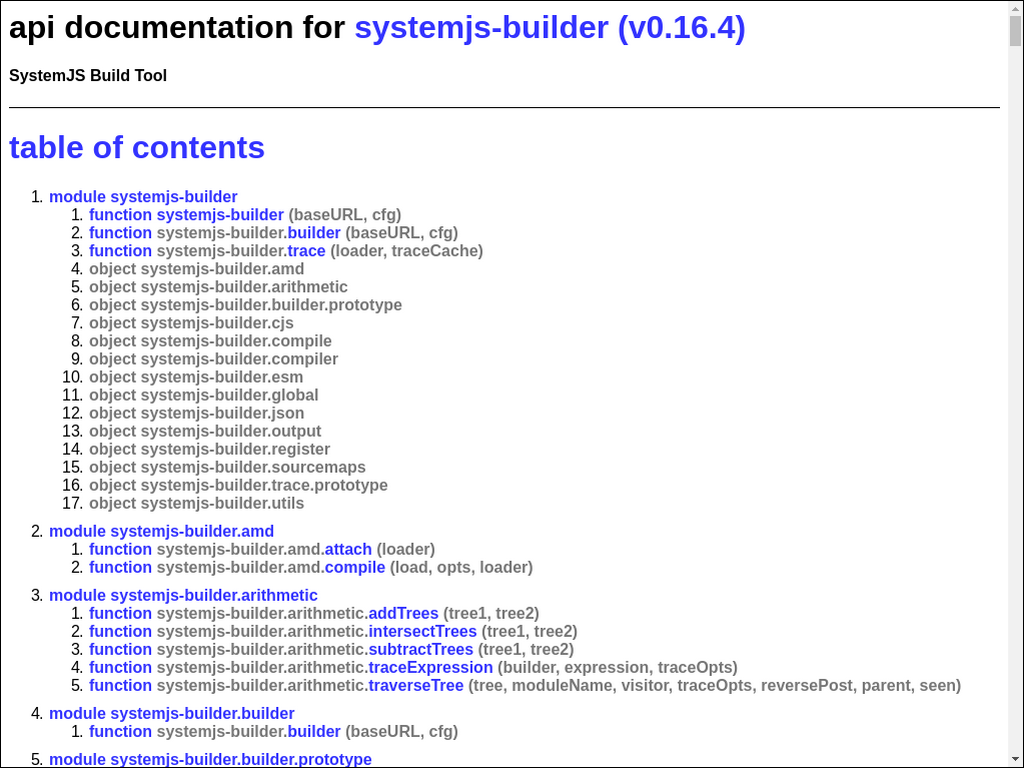 api documentation for systemjs-builder (v0.16.4)
SystemJS Build Tool
table of contents
1. module systemjs-builder
1. function systemjs-builder (baseURL, cfg)
2. function systemjs-builder.builder (baseURL, cfg)
3. function systemjs-builder.trace (loader, traceCache)
4. object systemjs-builder.amd
5. object systemjs-builder.arithmetic
6. object systemjs-builder.builder.prototype
7. object systemjs-builder.cjs
8. object systemjs-builder.compile
9. object systemjs-builder.compiler
10. object systemjs-builder.esm
11. object systemjs-builder.global
12. object systemjs-builder.json
13. object systemjs-builder.output
14. object systemjs-builder.register
15. object systemjs-builder.sourcemaps
16. object systemjs-builder.trace.prototype
17. object systemjs-builder.utils
2. module systemjs-builder.amd
1. function systemjs-builder.amd.attach (loader)
2. function systemjs-builder.amd.compile (load, opts, loader)
3. module systemjs-builder.arithmetic
1. function systemjs-builder.arithmetic.addTrees (tree1, tree2)
2. function systemjs-builder.arithmetic.intersectTrees (tree1, tree2)
3. function systemjs-builder.arithmetic.subtractTrees (tree1, tree2)
4. function systemjs-builder.arithmetic.traceExpression (builder, expression, traceOpts)
5. function systemjs-builder.arithmetic.traverseTree (tree, moduleName, visitor, traceOpts, reversePost, parent, seen)
4. module systemjs-builder.builder
1. function systemjs-builder.builder (baseURL, cfg)
5. module systemjs-builder.builder.prototype